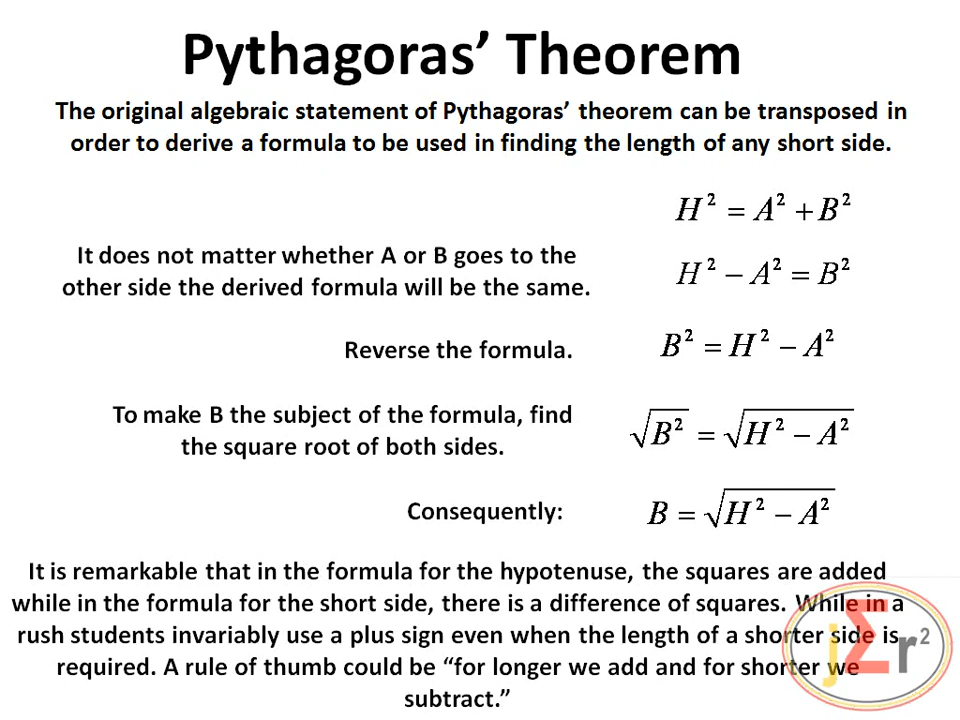 Pythagoras’ Theorem
The original algebraic statement of Pythagoras’ theorem can be transposed in
order to derive a formula to be used in finding the length of any short side.
H² = A² + B²
It does not matter whether A or B goes to the
other side the derived formula will be the same.
H² − A² = B²
Reverse the formula.
B² = H² − A²
To make B the subject of the formula, find
the square root of both sides.
√B² = √(H² − A²)
Consequently:
B = √(H² − A²)
It is remarkable that in the formula for the hypotenuse, the squares are added
while in the formula for the short side, there is a difference of squares. While in a
rush students invariably use a plus sign even when the length of a shorter side is
required. A rule of thumb could be “for longer we add and for shorter we
subtract.”
jΣr²